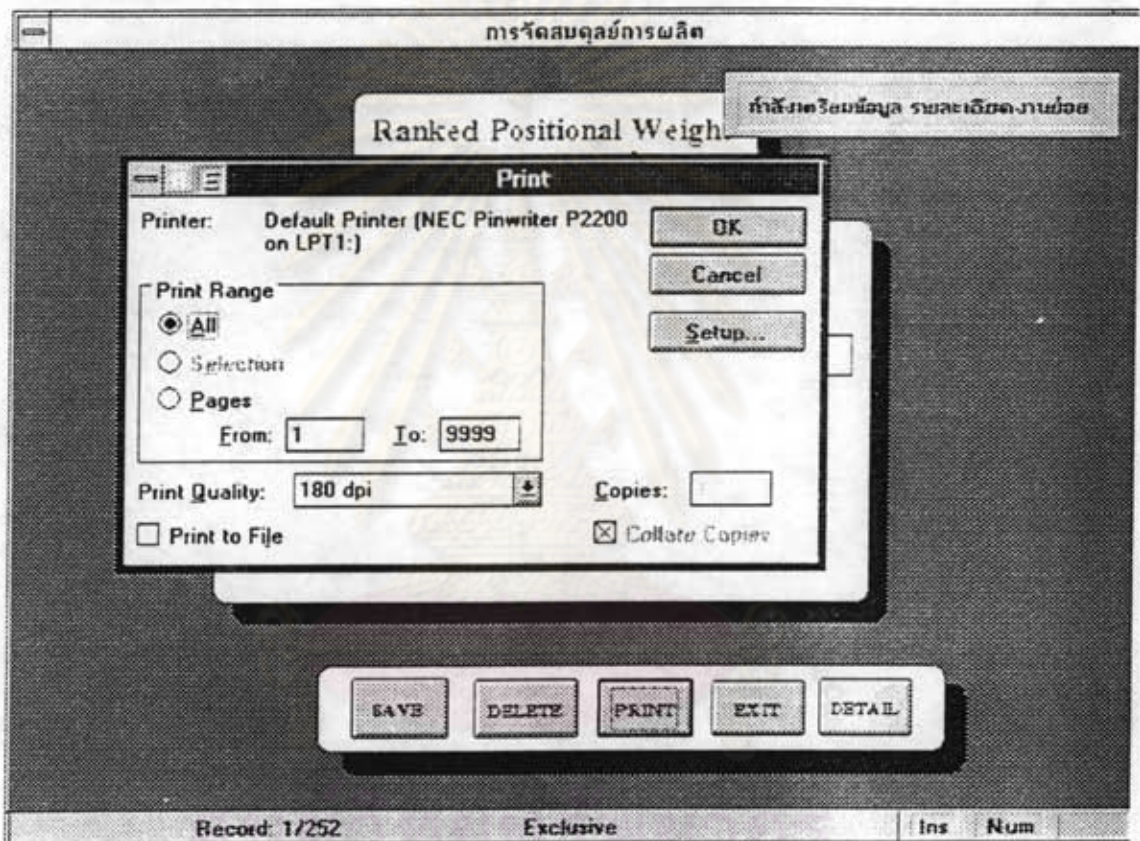 การจัดสมดุลย์การผลิต
กำลังเตรียมข้อมูล รายละเอียดงานย่อย
Ranked Positional Weigh
Print
Printer: Default Printer (NEC Pinwriter P2200
on LPT1:)
OK
Cancel
Setup...
Print Range
All
Selection
Pages
From: 1 To: 9999
Print Quality: 180 dpi
Copies:
Print to File
Collate Copies
SAVE DELETE PRINT EXIT DETAIL
Record: 1/252 Exclusive Ins Num